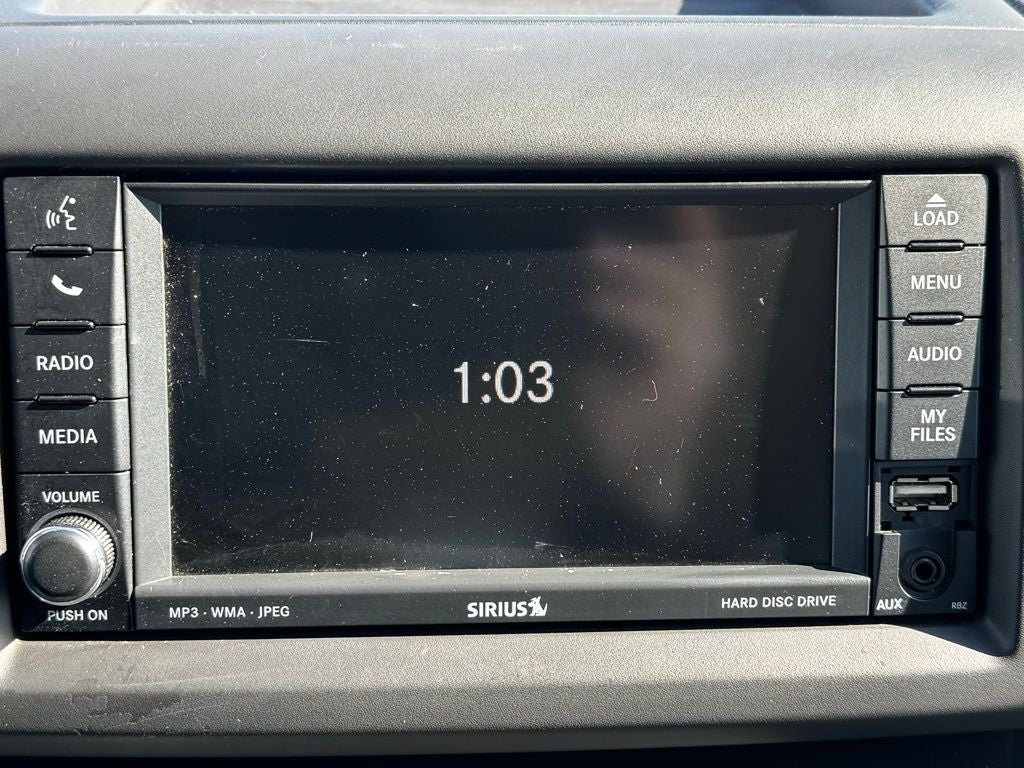 LOAD
MENU
RADIO
AUDIO
1:03
MEDIA
MY
FILES
VOLUME
PUSH ON
MP3 · WMA · JPEG
SIRIUS
HARD DISC DRIVE
AUX
RBZ